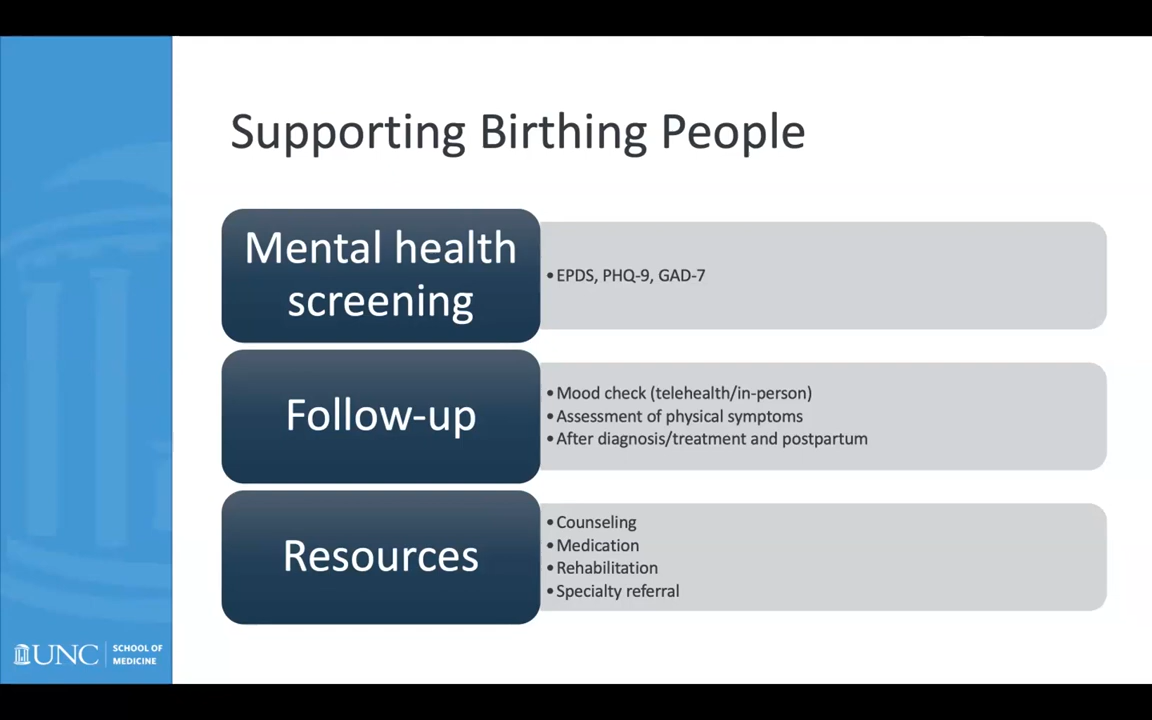 Supporting Birthing People
Mental health
screening
• EPDS, PHQ-9, GAD-7
Follow-up
• Mood check (telehealth/in-person)
• Assessment of physical symptoms
• After diagnosis/treatment and postpartum
Resources
• Counseling
• Medication
• Rehabilitation
• Specialty referral
UNC
SCHOOL OF
MEDICINE